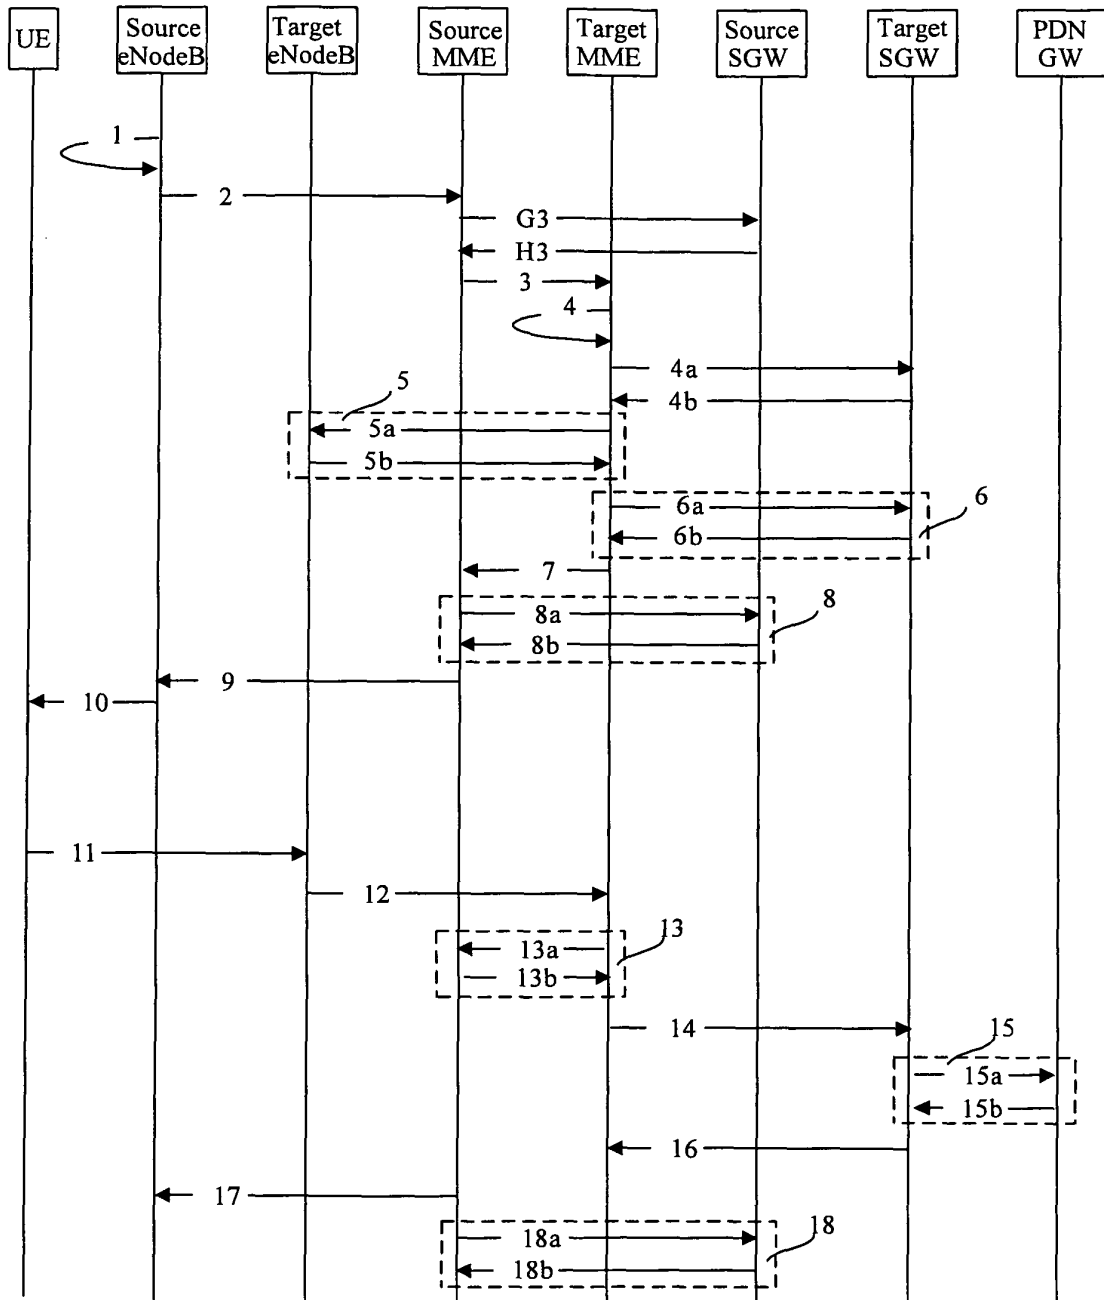 UE
Source
eNodeB
Target
eNodeB
Source
MME
Target
MME
Source
SGW
Target
SGW
PDN
GW
1
2
G3
H3
3
4
4a
4b
5
5a
5b
6a
6
6b
7
8a
8
8b
9
10
11
12
13
13a
13b
14
15
15a
15b
16
17
18
18a
18b